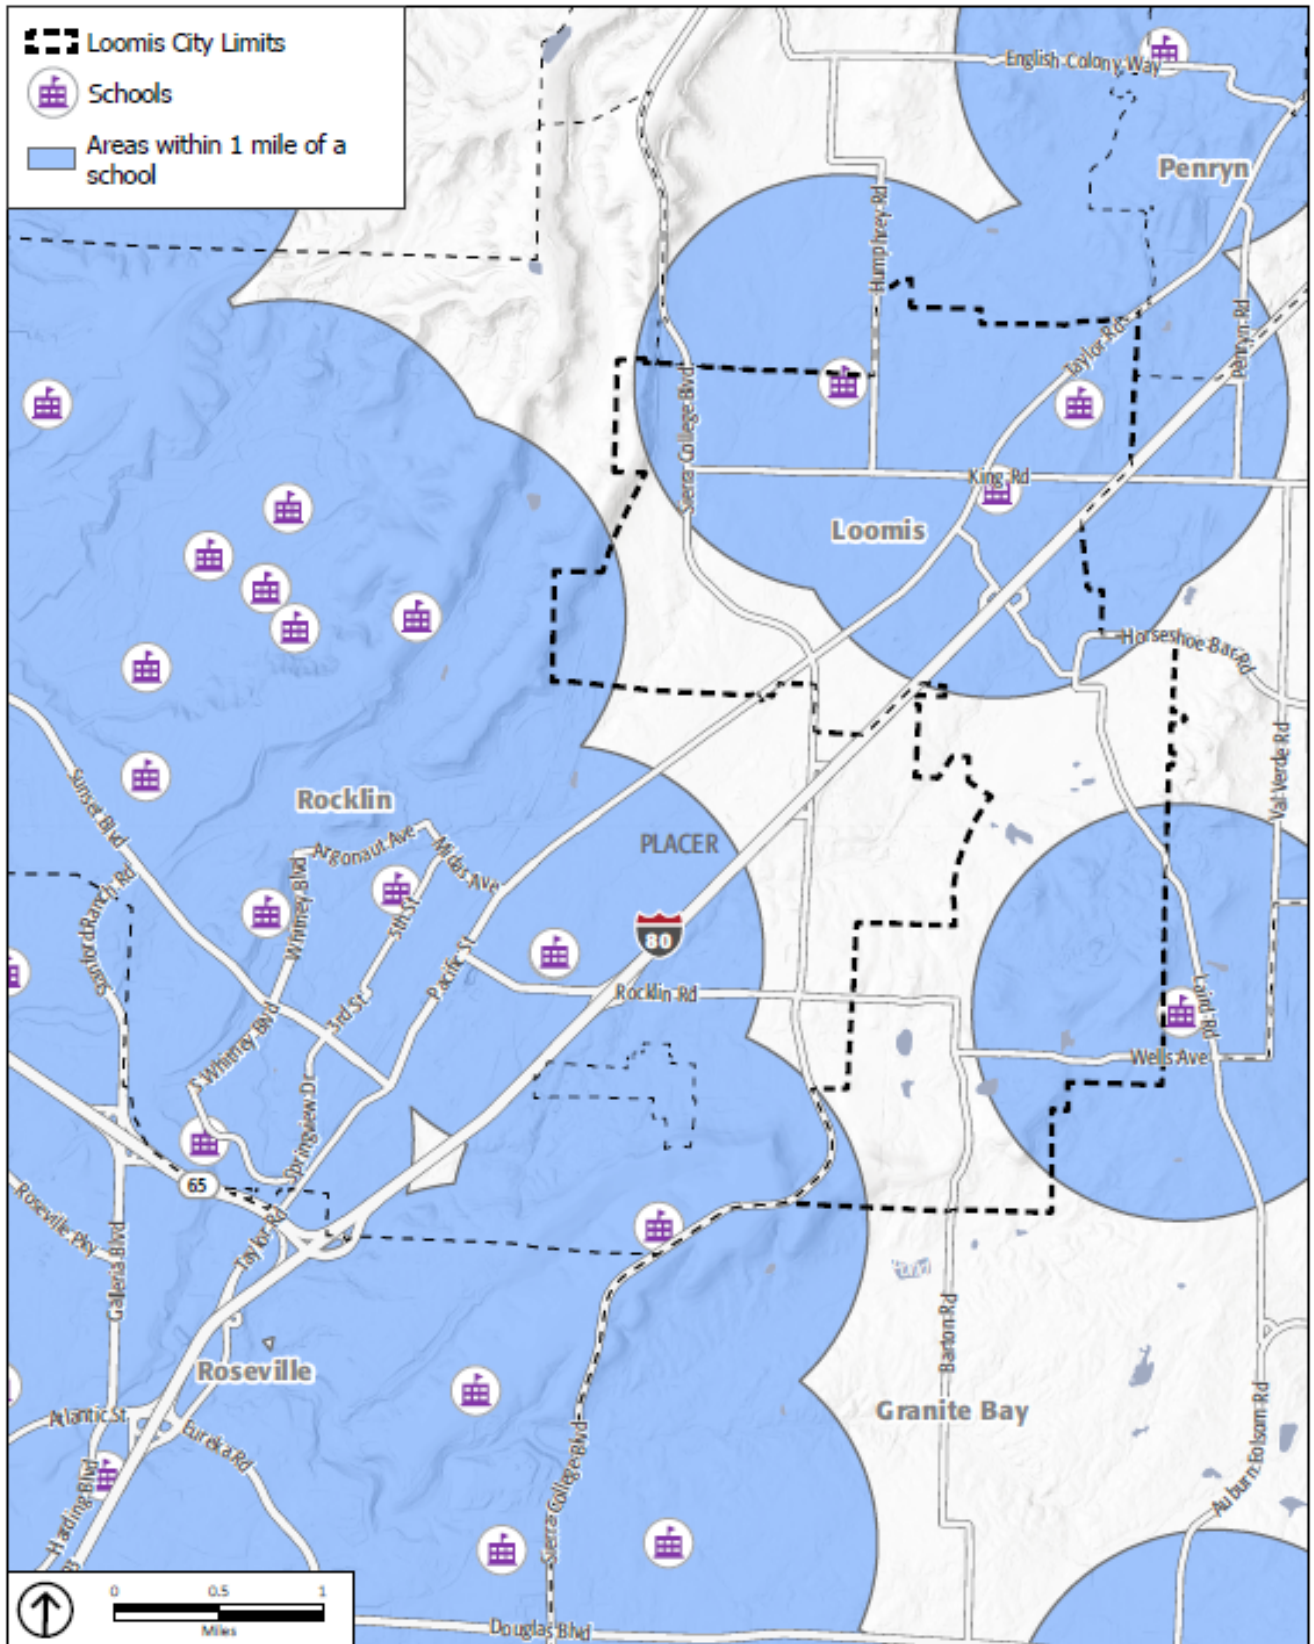 Loomis City Limits
Schools
Areas within 1 mile of a
school
English Colony Way
Penryn
Humphrey Rd
Taylor Rd
Penryn Rd
Sierra College Blvd
King Rd
Loomis
Horseshoe Bar Rd
Val Verde Rd
Sunset Blvd
Rocklin
Argonaut Ave
Midas Ave
PLACER
Stanford Ranch Rd
Whitney Blvd
5th St
Pacific St
80
Rocklin Rd
Laird Rd
3rd St
S Whitney Blvd
Wells Ave
Springview Dr
65
Roseville Pky
Galleria Blvd
Taylor Rd
Barton Rd
Roseville
Atlantic St
Eureka Rd
Granite Bay
Auburn Folsom Rd
Harding Blvd
Sierra College Blvd
Douglas Blvd
0 0.5 1
Miles